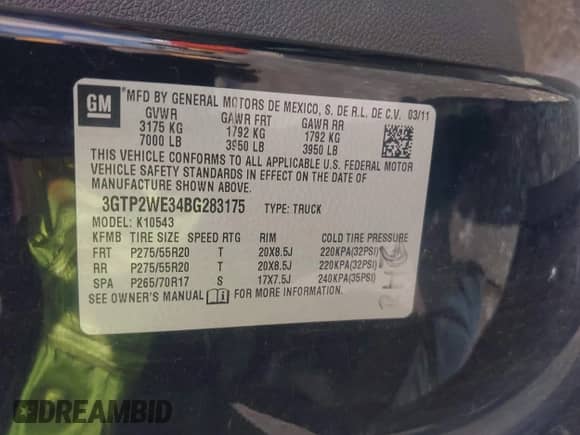 GM
*MFD BY GENERAL MOTORS DE MEXICO, S. DE R.L. DE C.V. 03/11
GVWR GAWR FRT GAWR RR
3175 KG 1792 KG 1792 KG
7000 LB 3950 LB 3950 LB
THIS VEHICLE CONFORMS TO ALL APPLICABLE U.S. FEDERAL MOTOR
VEHICLE SAFETY STANDARDS IN EFFECT ON THE DATE OF
MANUFACTURE SHOWN ABOVE.
3GTP2WE34BG283175 TYPE: TRUCK
MODEL: K10543
KFMB TIRE SIZE SPEED RTG RIM COLD TIRE PRESSURE
FRT P275/55R20 T 20X8.5J 220KPA(32PSI)
RR P275/55R20 T 20X8.5J 220KPA(32PSI)
SPA P265/70R17 S 17X7.5J 240KPA(35PSI)
SEE OWNER'S MANUAL FOR MORE INFORMATION
DREAMBID